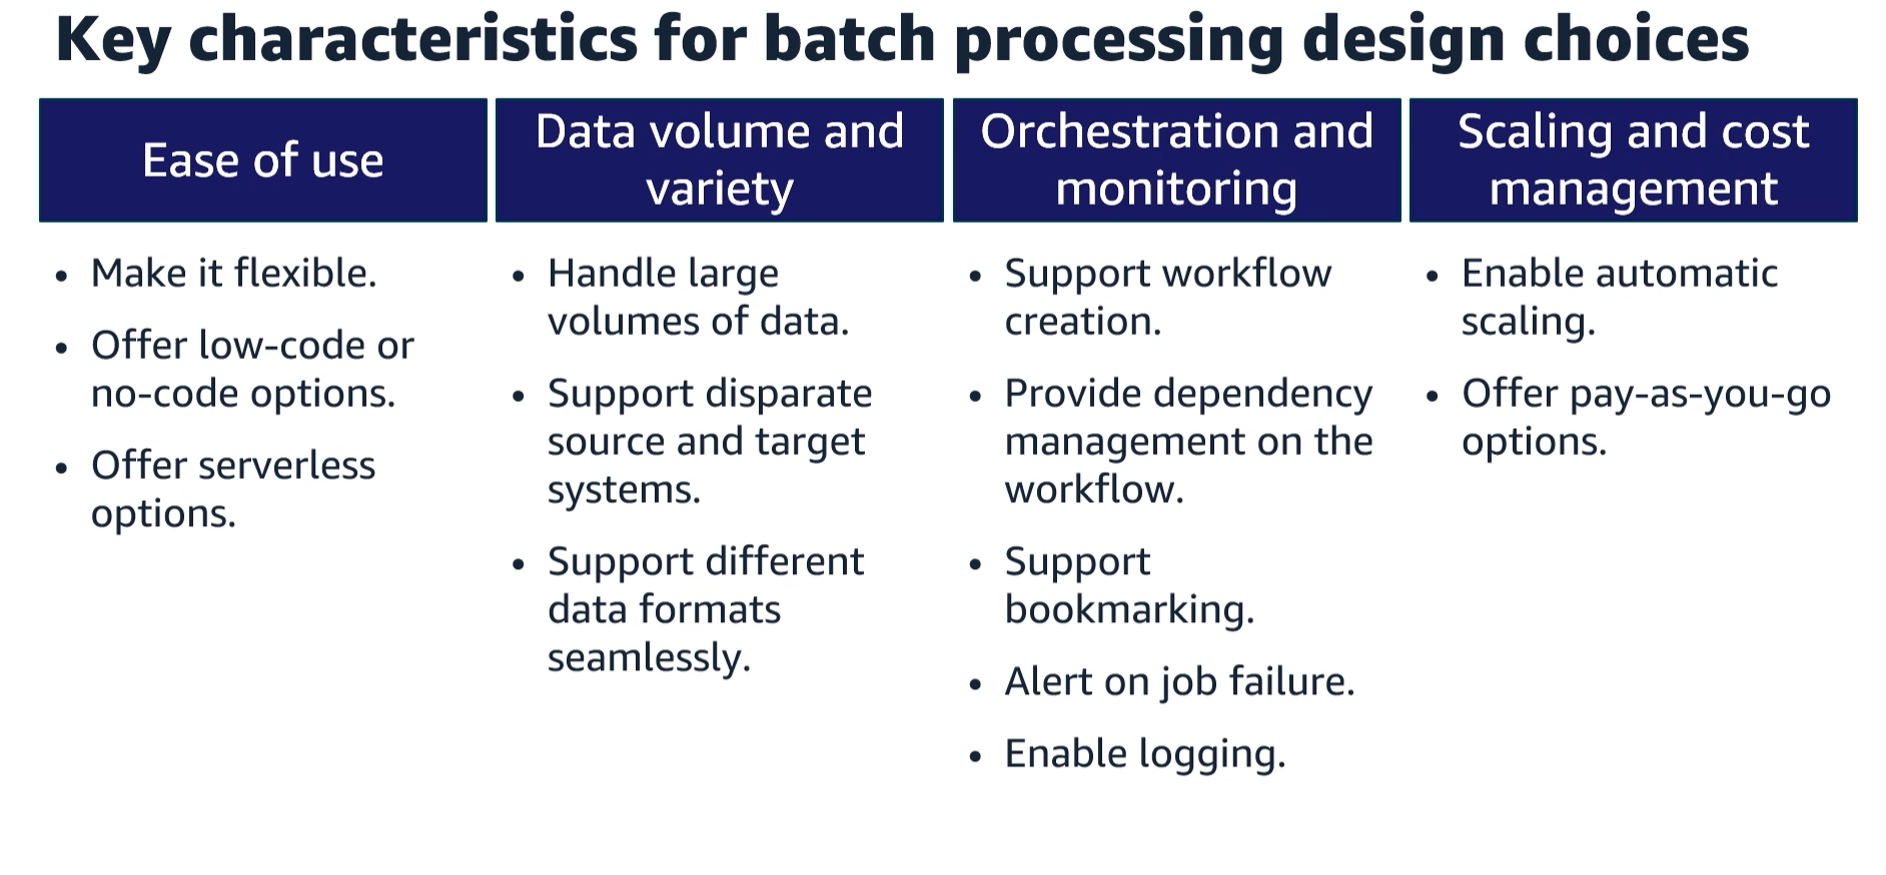 Key characteristics for batch processing design choices
Ease of use
• Make it flexible.
• Offer low-code or
no-code options.
• Offer serverless
options.
Data volume and
variety
• Handle large
volumes of data.
• Support disparate
source and target
systems.
• Support different
data formats
seamlessly.
Orchestration and
monitoring
• Support workflow
creation.
• Provide dependency
management on the
workflow.
• Support
bookmarking.
• Alert on job failure.
• Enable logging.
Scaling and cost
management
• Enable automatic
scaling.
• Offer pay-as-you-go
options.